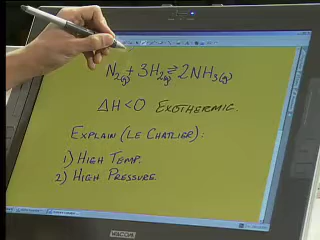 N₂(g) + 3H₂(g) ⇌ 2NH₃(g)
ΔH<0 EXOTHERMIC.
EXPLAIN (LE CHATLIER):
1) HIGH TEMP.
2) HIGH PRESSURE.
WACOM